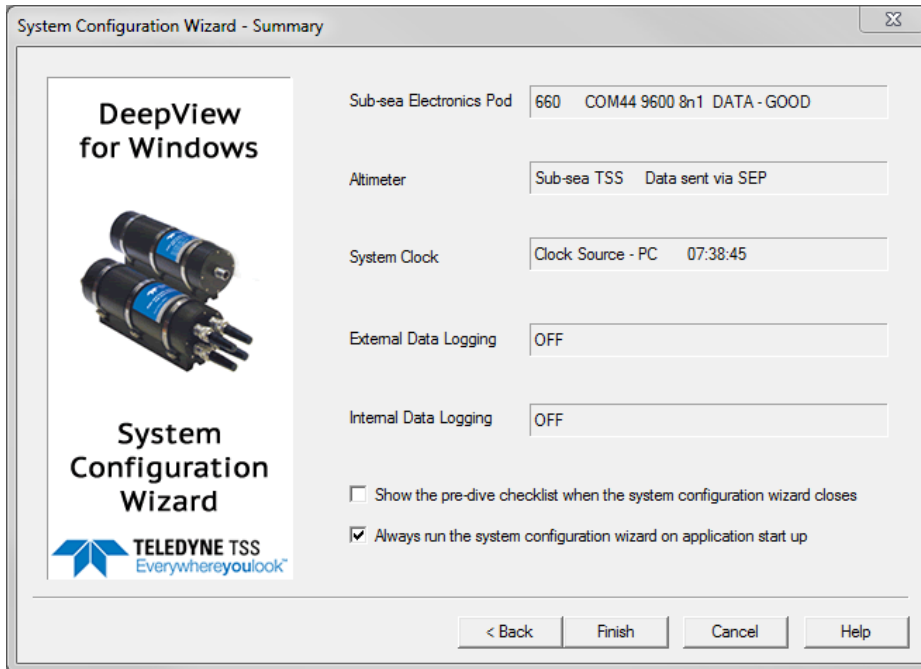 System Configuration Wizard - Summary
DeepView
for Windows
System
Configuration
Wizard
TELEDYNE TSS
Everywhereyoulook™
Sub-sea Electronics Pod 660 COM44 9600 8n1 DATA - GOOD
Altimeter Sub-sea TSS Data sent via SEP
System Clock Clock Source - PC 07:38:45
External Data Logging OFF
Internal Data Logging OFF
Show the pre-dive checklist when the system configuration wizard closes
Always run the system configuration wizard on application start up
< Back Finish Cancel Help